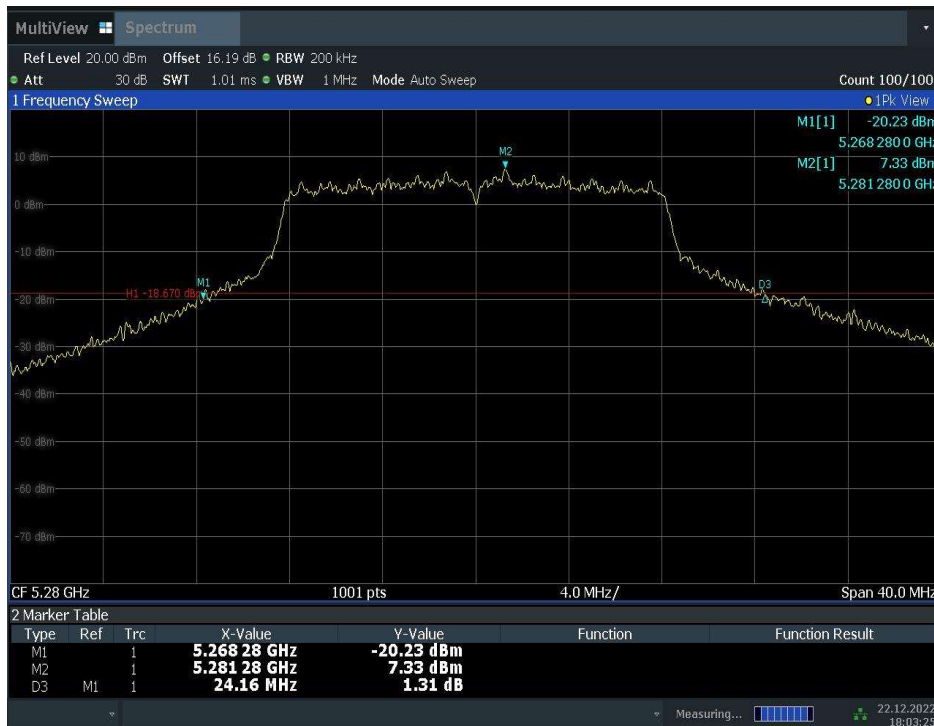 MultiView Spectrum
Ref Level 20.00 dBm Offset 16.19 dB RBW 200 kHz
Att 30 dB SWT 1.01 ms VBW 1 MHz Mode Auto Sweep Count 100/100
1 Frequency Sweep 1Pk View
M1[1] -20.23 dBm
5.268 280 0 GHz
M2[1] 7.33 dBm
5.281 280 0 GHz
M2
10 dBm
0 dBm
-10 dBm
M1
D3
H1 -18.670 dBm
-20 dBm
-30 dBm
-40 dBm
-50 dBm
-60 dBm
-70 dBm
CF 5.28 GHz 1001 pts 4.0 MHz/ Span 40.0 MHz
2 Marker Table
Type Ref Trc X-Value Y-Value Function Function Result
M1 1 5.268 28 GHz -20.23 dBm
M2 1 5.281 28 GHz 7.33 dBm
D3 M1 1 24.16 MHz 1.31 dB
Measuring... 22.12.2022
18:03:25